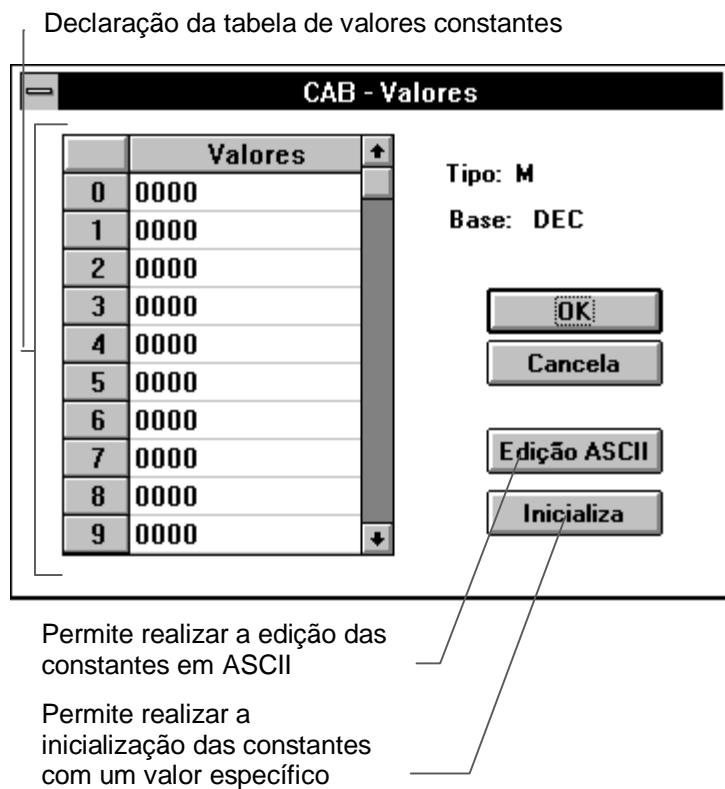 Declaração da tabela de valores constantes
CAB - Valores
Valores
Tipo: M
0 0000
Base: DEC
1 0000
2 0000
3 0000
OK
4 0000
Cancela
5 0000
6 0000
Edição ASCII
7 0000
8 0000
Inicializa
9 0000
Permite realizar a edição das
constantes em ASCII
Permite realizar a
inicialização das constantes
com um valor específico